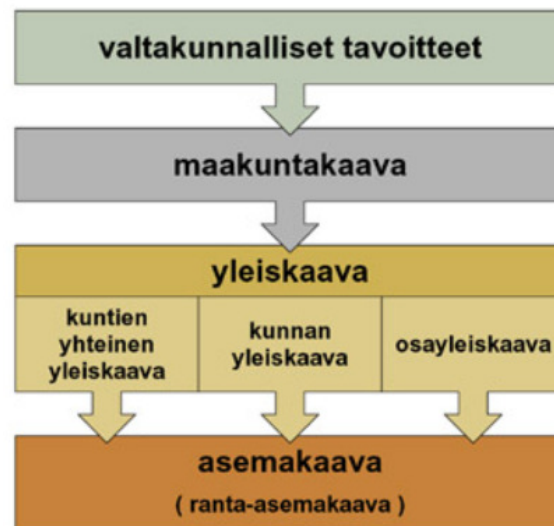 valtakunnalliset tavoitteet
maakuntakaava
yleiskaava
kuntien
yhteinen
yleiskaava
kunnan
yleiskaava
osayleiskaava
asemakaava
( ranta-asemakaava )